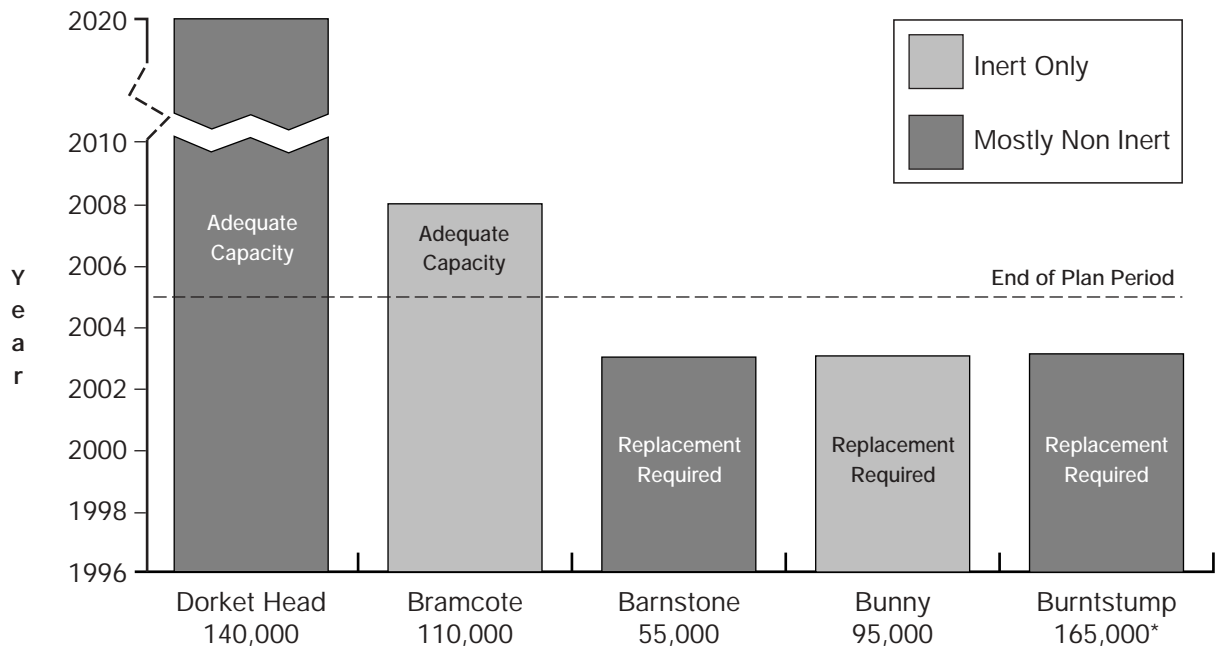 2020
2010
2008
2006
2004
2002
2000
1998
1996
Year
Inert Only
Mostly Non Inert
Adequate
Capacity
Adequate
Capacity
End of Plan Period
Replacement
Required
Replacement
Required
Replacement
Required
Dorket Head
140,000
Bramcote
110,000
Barnstone
55,000
Bunny
95,000
Burntstump
165,000*